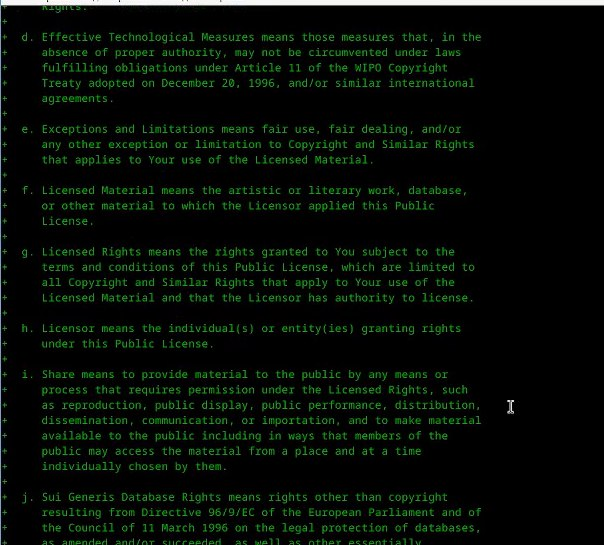 +      Rights.
+
+   d. Effective Technological Measures means those measures that, in the
+      absence of proper authority, may not be circumvented under laws
+      fulfilling obligations under Article 11 of the WIPO Copyright
+      Treaty adopted on December 20, 1996, and/or similar international
+      agreements.
+
+   e. Exceptions and Limitations means fair use, fair dealing, and/or
+      any other exception or limitation to Copyright and Similar Rights
+      that applies to Your use of the Licensed Material.
+
+   f. Licensed Material means the artistic or literary work, database,
+      or other material to which the Licensor applied this Public
+      License.
+
+   g. Licensed Rights means the rights granted to You subject to the
+      terms and conditions of this Public License, which are limited to
+      all Copyright and Similar Rights that apply to Your use of the
+      Licensed Material and that the Licensor has authority to license.
+
+   h. Licensor means the individual(s) or entity(ies) granting rights
+      under this Public License.
+
+   i. Share means to provide material to the public by any means or
+      process that requires permission under the Licensed Rights, such
+      as reproduction, public display, public performance, distribution,
+      dissemination, communication, or importation, and to make material
+      available to the public including in ways that members of the
+      public may access the material from a place and at a time
+      individually chosen by them.
+
+   j. Sui Generis Database Rights means rights other than copyright
+      resulting from Directive 96/9/EC of the European Parliament and of
+      the Council of 11 March 1996 on the legal protection of databases,
+      as amended and/or succeeded, as well as other essentially